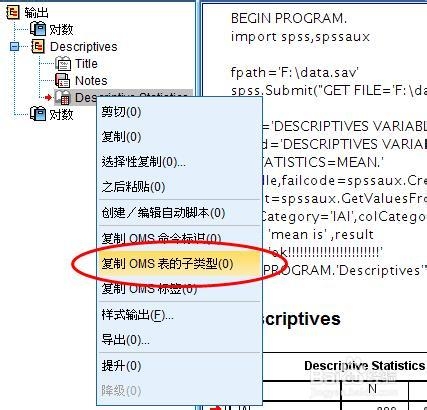 输出
对数
Descriptives
Title
Notes
Descriptive Statistics
对数
剪切(0)
复制(0)
选择性复制(0)...
之后粘贴(0)
创建／编辑自动脚本(0)
复制 OMS 命令标识(0)
复制 OMS 表的子类型(0)
复制 OMS 标签(0)
样式输出(F)...
导出(0)...
提升(0)
降级(0)
BEGIN PROGRAM.
import spss,spssaux
fpath='F:\data.sav'
spss.Submit("GET FILE='F:\da
='DESCRIPTIVES VARIABL
d='DESCRIPTIVES VARIA
TATISTICS=MEAN.'
lle,failcode=spssaux.Crea
t=spssaux.GetValuesFro
Category='IAI',colCatego
'mean is' ,result
ok!!!!!!!!!!!!!!!!!!!!!!'
PROGRAM.'Descriptives'"
scriptives
Descriptive Statistics
N